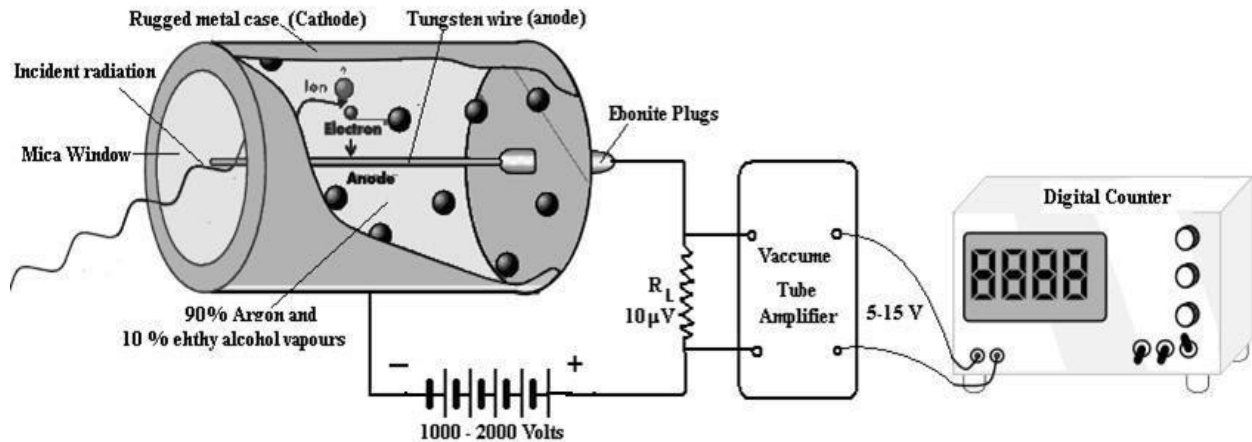 Rugged metal case (Cathode)
Tungsten wire (anode)
Incident radiation
Ion
Ebonite Plugs
Electron
Mica Window
Anode
Digital Counter
8888
Vaccume
Tube
Amplifier
R L
10μV
5-15 V
90% Argon and
10 % ehthy alcohol vapours
− +
1000 - 2000 Volts